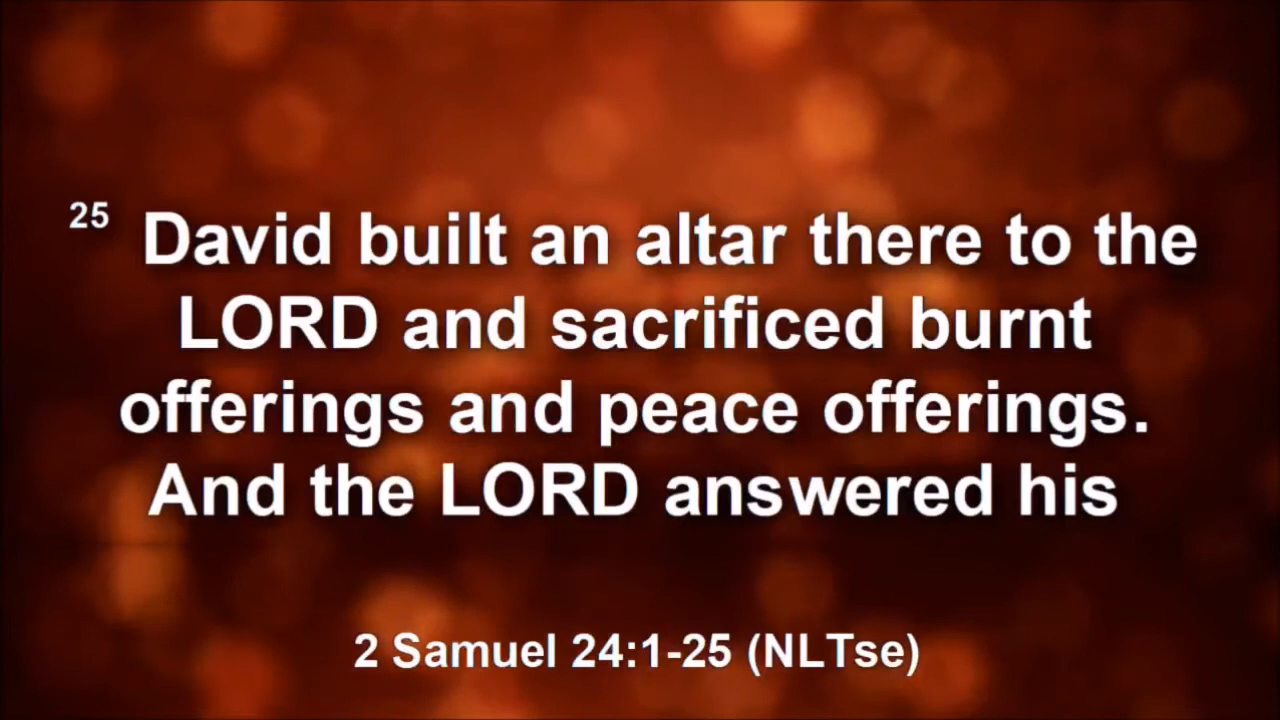 25 David built an altar there to the
LORD and sacrificed burnt
offerings and peace offerings.
And the LORD answered his
2 Samuel 24:1-25 (NLTse)